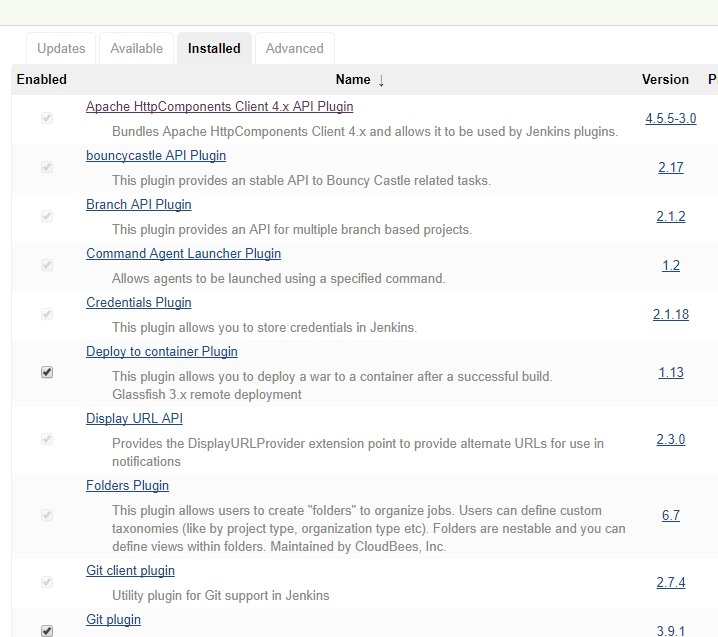 Updates Available Installed Advanced
Enabled Name ↓ Version P
Apache HttpComponents Client 4.x API Plugin
Bundles Apache HttpComponents Client 4.x and allows it to be used by Jenkins plugins.
4.5.5-3.0
bouncycastle API Plugin
This plugin provides an stable API to Bouncy Castle related tasks.
2.17
Branch API Plugin
This plugin provides an API for multiple branch based projects.
2.1.2
Command Agent Launcher Plugin
Allows agents to be launched using a specified command.
1.2
Credentials Plugin
This plugin allows you to store credentials in Jenkins.
2.1.18
Deploy to container Plugin
This plugin allows you to deploy a war to a container after a successful build.
Glassfish 3.x remote deployment
1.13
Display URL API
Provides the DisplayURLProvider extension point to provide alternate URLs for use in
notifications
2.3.0
Folders Plugin
This plugin allows users to create "folders" to organize jobs. Users can define custom
taxonomies (like by project type, organization type etc). Folders are nestable and you can
define views within folders. Maintained by CloudBees, Inc.
6.7
Git client plugin
Utility plugin for Git support in Jenkins
2.7.4
Git plugin
3.9.1